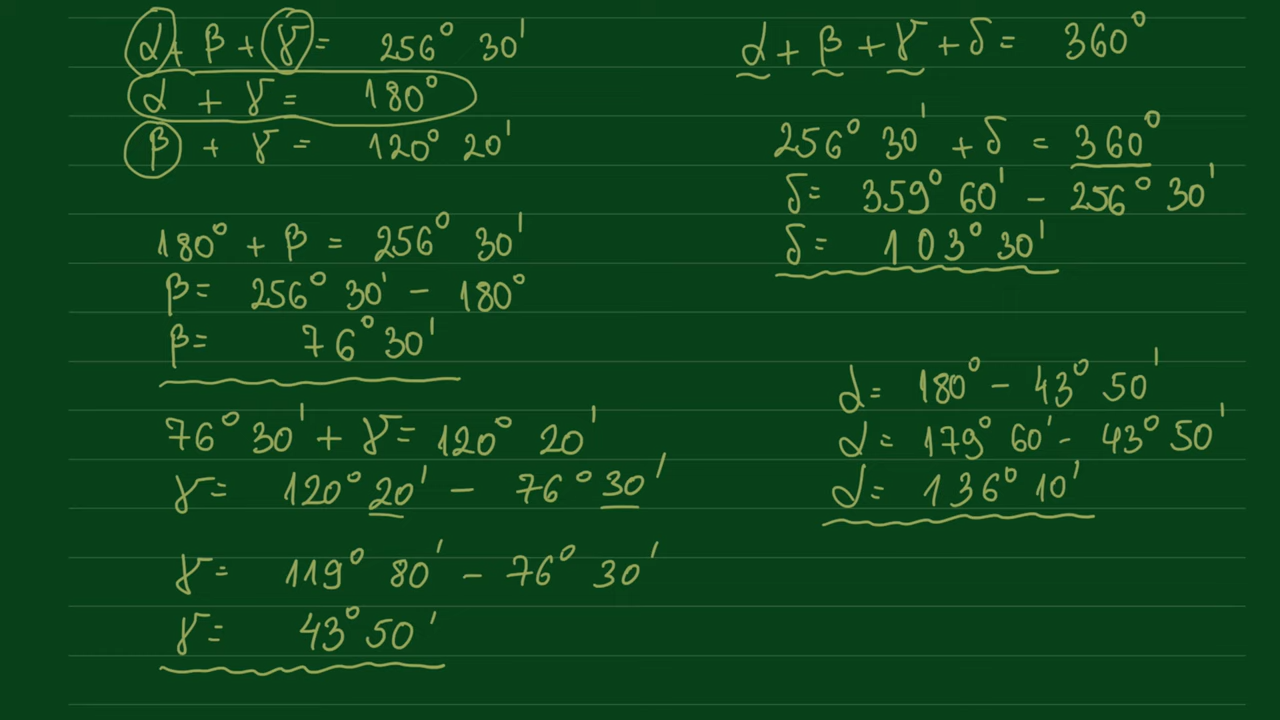 α + β + γ = 256° 30'
α + γ = 180°
β + γ = 120° 20'
180° + β = 256° 30'
β = 256° 30' - 180°
β = 76° 30'
76° 30' + γ = 120° 20'
γ = 120° 20' - 76° 30'
γ = 119° 80' - 76° 30'
γ = 43° 50'
α + β + γ + δ = 360°
256° 30' + δ = 360°
δ = 359° 60' - 256° 30'
δ = 103° 30'
α = 180° - 43° 50'
α = 179° 60' - 43° 50'
α = 136° 10'